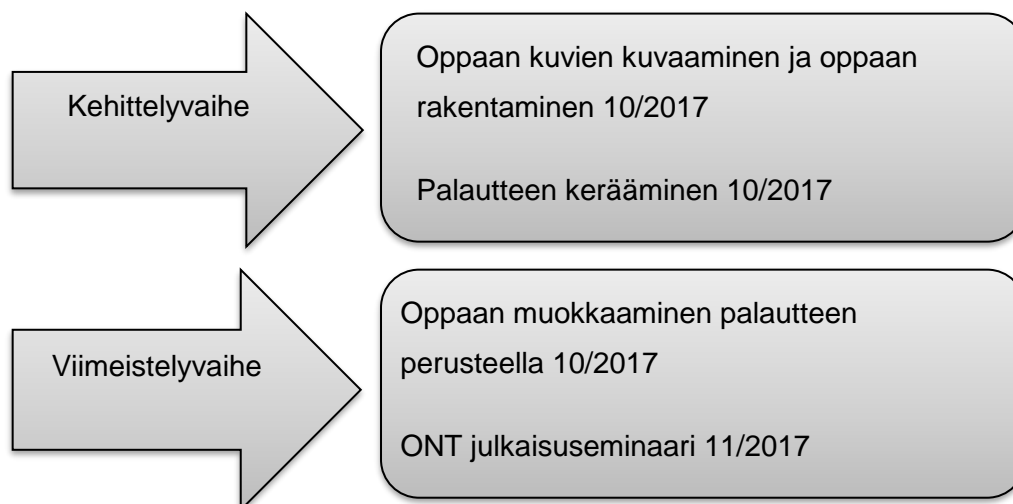 Kehittelyvaihe
Oppaan kuvien kuvaaminen ja oppaan
rakentaminen 10/2017
Palautteen kerääminen 10/2017
Viimeistelyvaihe
Oppaan muokkaaminen palautteen
perusteella 10/2017
ONT julkaisuseminaari 11/2017